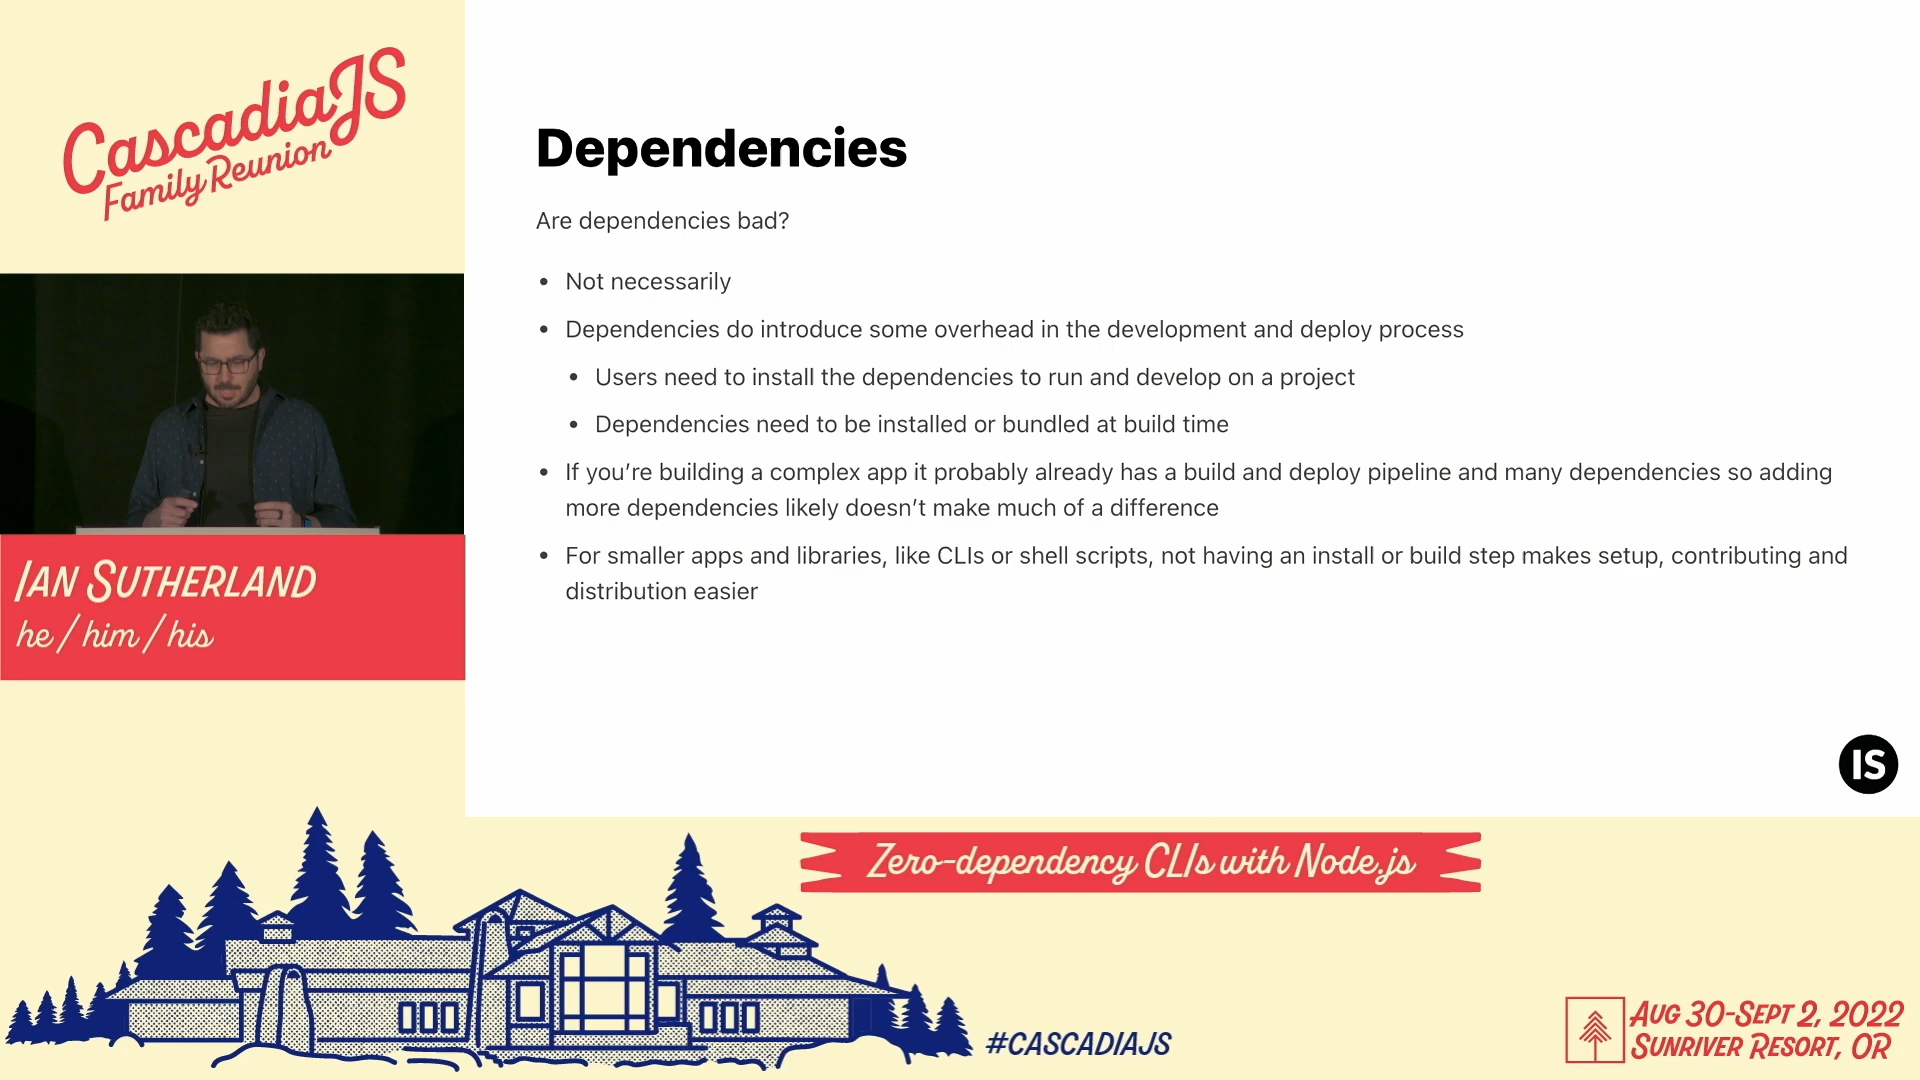 CascadiaJS
Family Reunion
Dependencies
Are dependencies bad?
• Not necessarily
• Dependencies do introduce some overhead in the development and deploy process
• Users need to install the dependencies to run and develop on a project
• Dependencies need to be installed or bundled at build time
• If you’re building a complex app it probably already has a build and deploy pipeline and many dependencies so adding
more dependencies likely doesn’t make much of a difference
• For smaller apps and libraries, like CLIs or shell scripts, not having an install or build step makes setup, contributing and
distribution easier
IAN SUTHERLAND
he / him / his
IS
Zero-dependency CLIs with Node.js
#CASCADIAJS
AUG 30-SEPT 2, 2022
SUNRIVER RESORT, OR